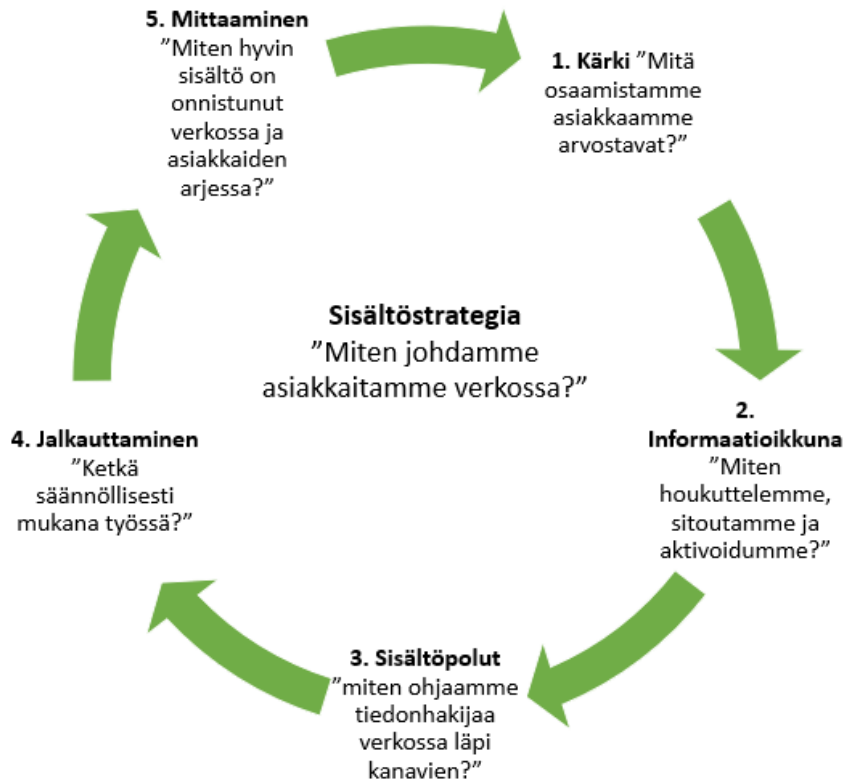 5. Mittaaminen
”Miten hyvin
sisältö on
onnistunut
verkossa ja
asiakkaiden
arjessa?”
1. Kärki ”Mitä
osaamistamme
asiakkaamme
arvostavat?”
Sisältöstrategia
”Miten johdamme
asiakkaitamme verkossa?”
2.
Informaatioikkuna
”Miten
houkuttelemme,
sitoutamme ja
aktivoidumme?”
3. Sisältöpolut
”miten ohjaamme
tiedonhakijaa
verkossa läpi
kanavien?”
4. Jalkauttaminen
”Ketkä
säännöllisesti
mukana työssä?”